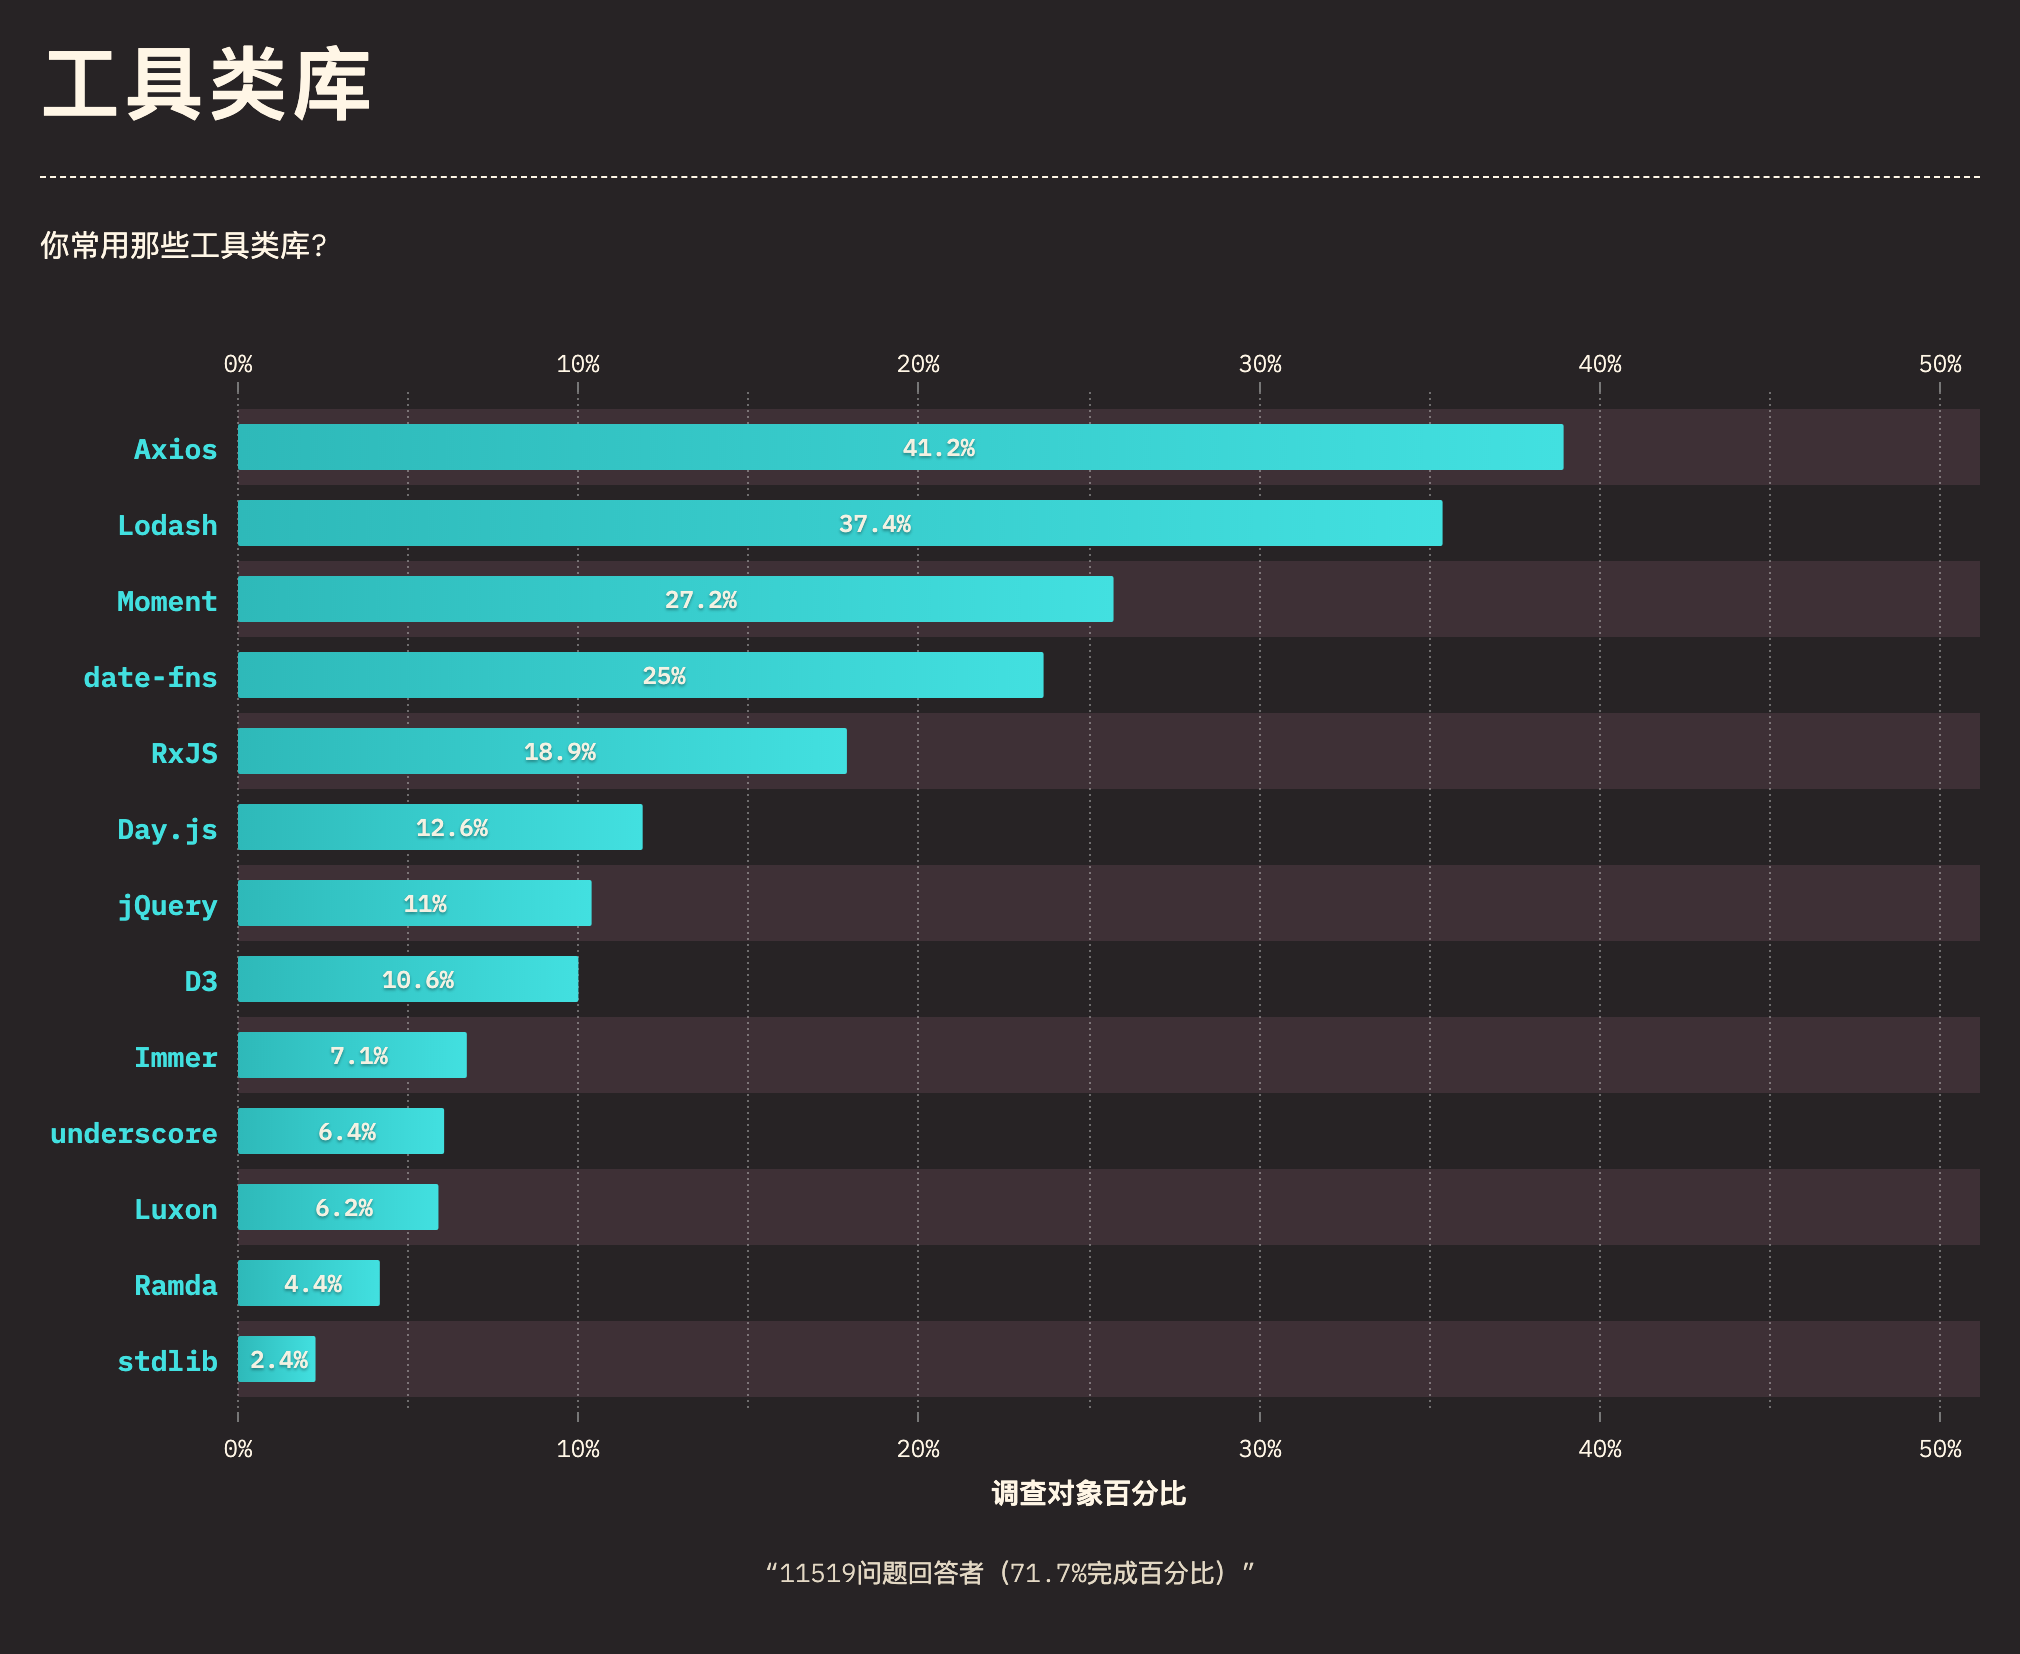 工具类库
你常用那些工具类库?
0% 10% 20% 30% 40% 50%
Axios 41.2%
Lodash 37.4%
Moment 27.2%
date-fns 25%
RxJS 18.9%
Day.js 12.6%
jQuery 11%
D3 10.6%
Immer 7.1%
underscore 6.4%
Luxon 6.2%
Ramda 4.4%
stdlib 2.4%
0% 10% 20% 30% 40% 50%
调查对象百分比
“11519问题回答者（71.7%完成百分比）”